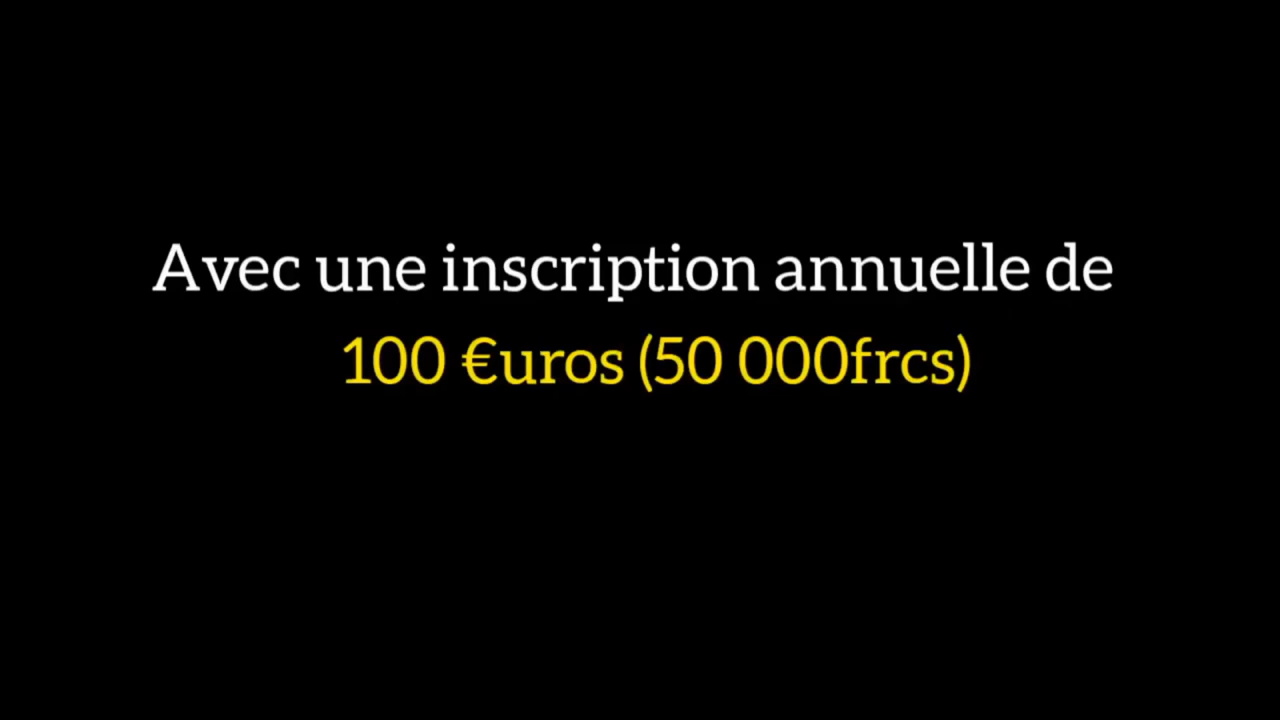 Avec une inscription annuelle de
100 €uros (50 000frcs)